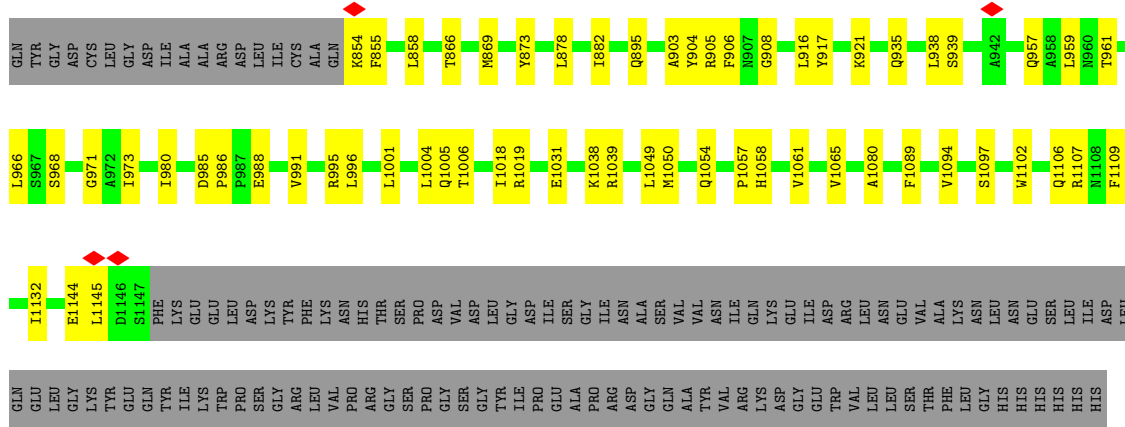 GLN TYR GLY ASP CYS LEU GLY ASP ILE ALA ALA ARG ASP LEU ILE CYS ALA GLN K854 F855 L858 T866 M869 Y873 L878 I882 Q895 A903 Y904 R905 F906 N907 G908 L916 Y917 K921 Q935 L938 S939 A942 Q957 A958 L959 N960 T961
L966 S967 S968 G971 A972 I973 I980 D985 P986 P987 E988 V991 R995 L996 L1001 L1004 Q1005 T1006 I1018 R1019 E1031 K1038 R1039 L1049 M1050 Q1054 P1057 H1058 V1061 V1065 A1080 F1089 V1094 S1097 W1102 Q1106 R1107 N1108 F1109
I1132 E1144 L1145 D1146 S1147 PHE LYS GLU GLU LEU ASP LYS TYR PHE LYS ASN HIS THR SER PRO ASP VAL ASP LEU GLY ASP ILE SER GLY ILE ASN ALA SER VAL VAL ASN ILE GLN LYS GLU ILE ASP ARG LEU ASN GLU VAL ALA LYS ASN LEU ASN GLU SER LEU ILE ASP
GLN GLU LEU GLY LYS TYR GLU GLN TYR ILE LYS TRP PRO SER GLY ARG LEU VAL PRO ARG GLY SER PRO GLY SER GLY TYR ILE PRO GLU ALA PRO ARG ASP GLY GLN ALA TYR VAL ARG LYS ASP GLY GLU TRP VAL LEU LEU SER THR PHE LEU GLY HIS HIS HIS HIS HIS HIS